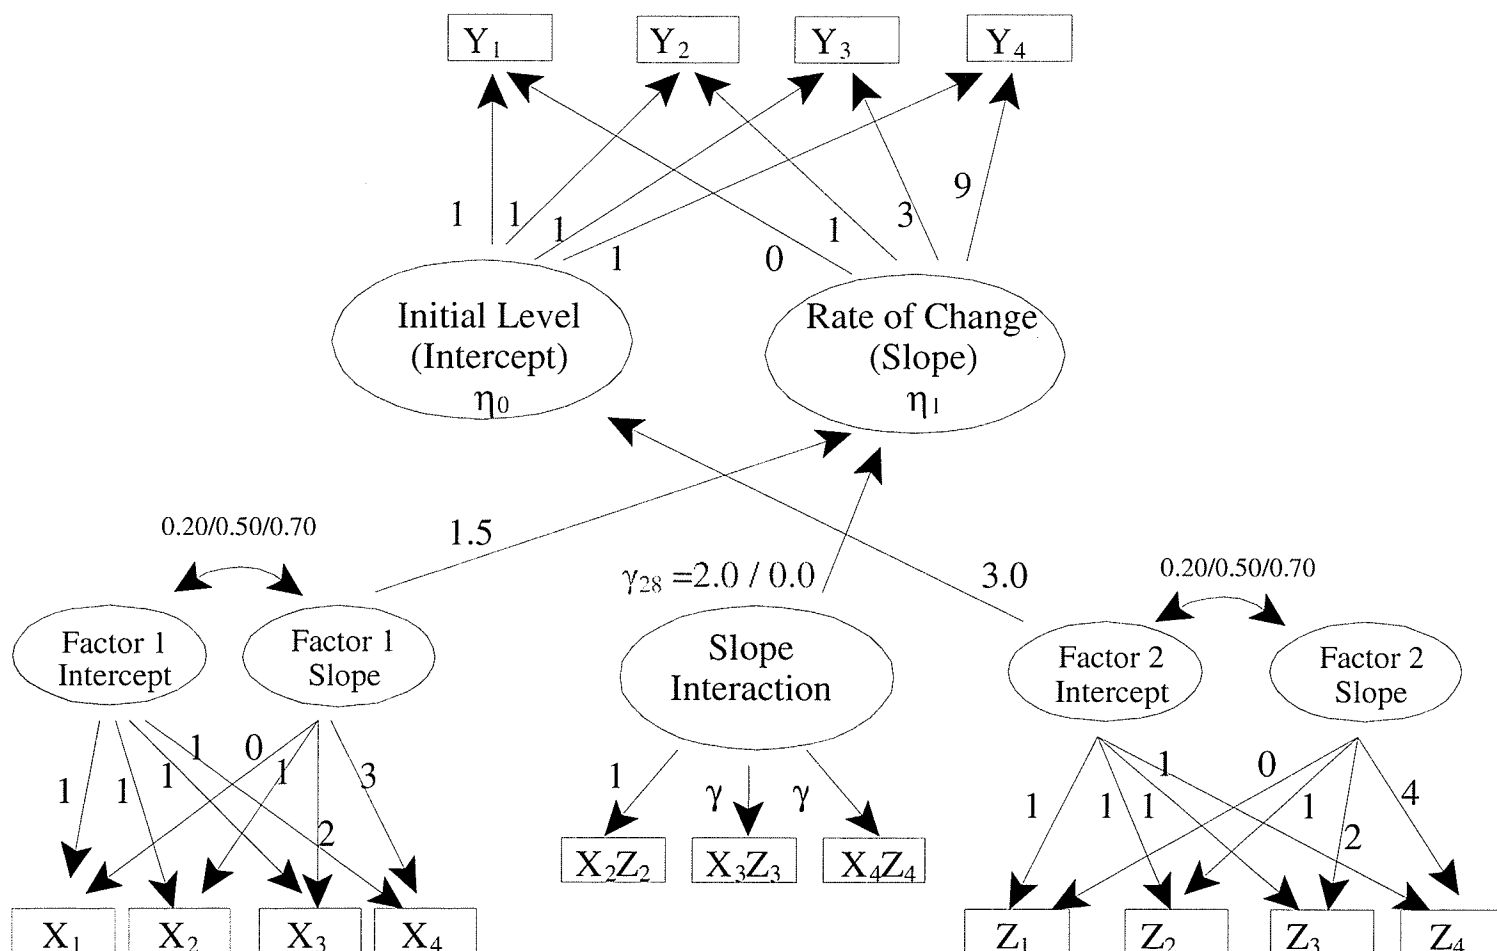 Y₁ Y₂ Y₃ Y₄
9
1 1 1 1 0 1 3
Initial Level
(Intercept)
η₀
Rate of Change
(Slope)
η₁
0.20/0.50/0.70
1.5
γ₂₈ =2.0 / 0.0
3.0
0.20/0.50/0.70
Factor 1
Intercept
Factor 1
Slope
Slope
Interaction
Factor 2
Intercept
Factor 2
Slope
1 1 1 1 0 1 3
2
1 γ γ
1 1 1 1 0 1 4
2
X₂Z₂ X₃Z₃ X₄Z₄
X₁ X₂ X₃ X₄
Z₁ Z₂ Z₃ Z₄